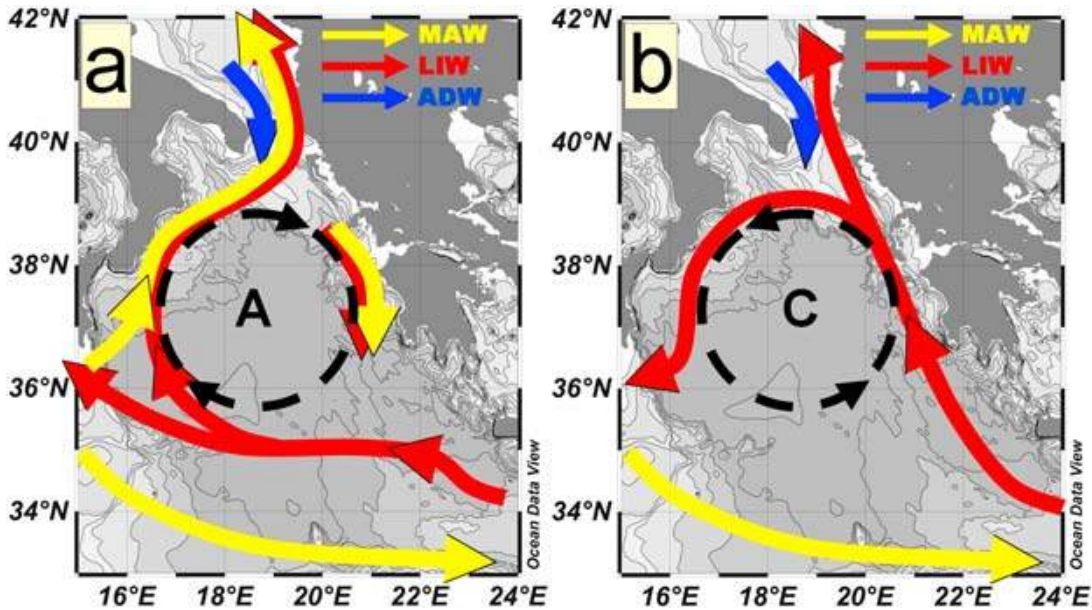 a
MAW
LIW
ADW
A
42°N
40°N
38°N
36°N
34°N
16°E 18°E 20°E 22°E 24°E
Ocean Data View
b
MAW
LIW
ADW
C
42°N
40°N
38°N
36°N
34°N
16°E 18°E 20°E 22°E 24°E
Ocean Data View